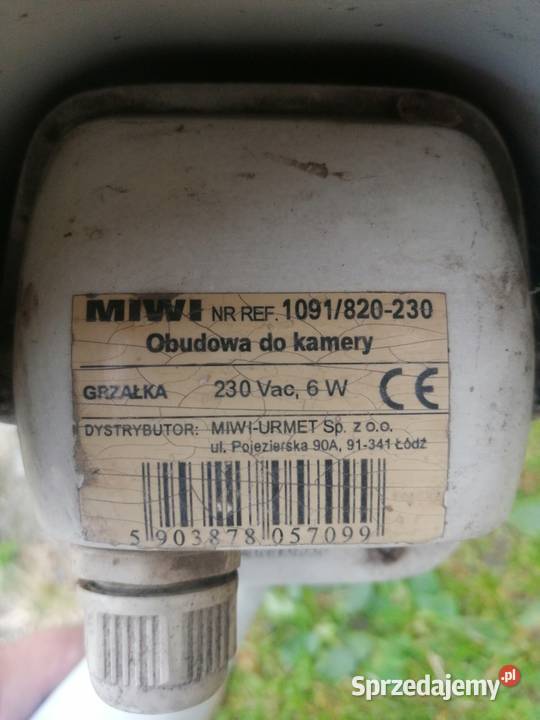 MIWI NR REF. 1091/820-230
Obudowa do kamery
GRZAŁKA 230 Vac, 6 W CE
DYSTRYBUTOR: MIWI-URMET Sp. z o.o.
ul. Pojezierska 90A, 91-341 Łódź
5 903878 057099
Sprzedajemy.pl